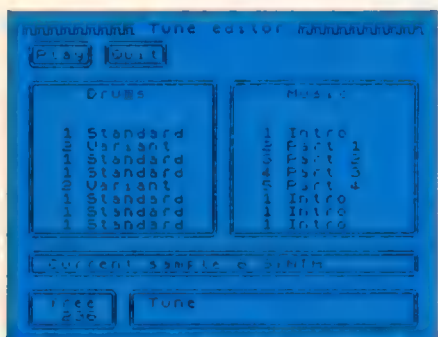 Tune editor
Play Quit
Drums
1 Standard
2 Variant
1 Standard
1 Standard
2 Variant
1 Standard
1 Standard
1 Standard
Music
1 Intro
2 Part 1
3 Part 2
4 Part 3
5 Part 4
1 Intro
1 Intro
1 Intro
Current sample
Free
236
Tune